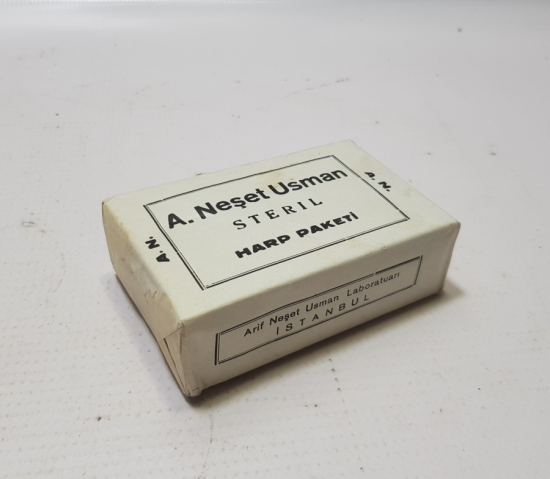 A. Neşet Usman
STERIL
HARP PAKETİ
A.N.
Arif Neşet Usman Laboratuarı
İSTANBUL